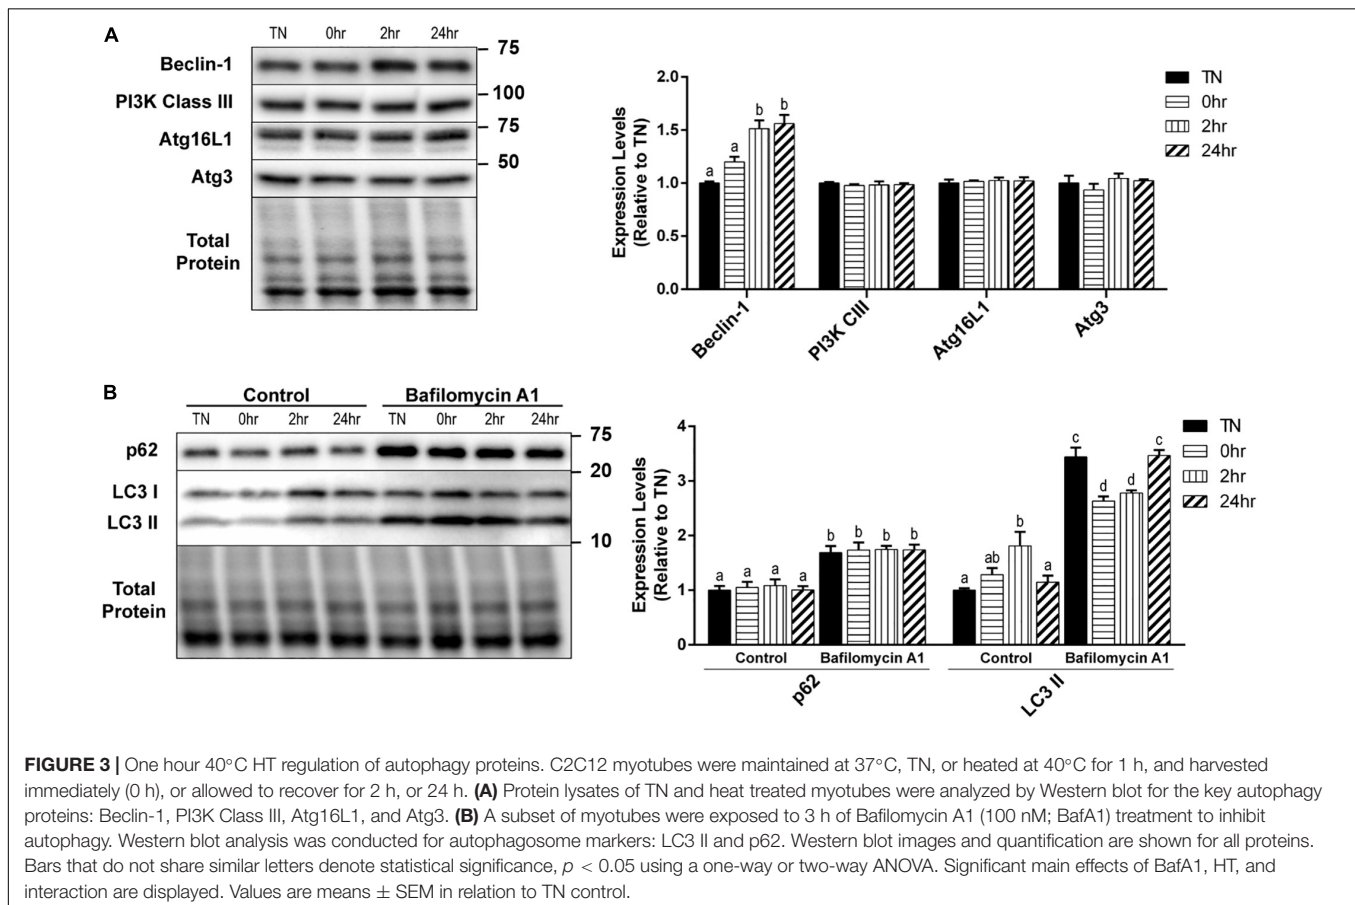 A
TN 0hr 2hr 24hr
75
Beclin-1
100
PI3K Class III
75
Atg16L1
50
Atg3
Total
Protein
Expression Levels
(Relative to TN)
2.0
1.5
1.0
0.5
0.0
a a b b
Beclin-1 PI3K CIII Atg16L1 Atg3
TN
0hr
2hr
24hr
B
Control Bafilomycin A1
TN 0hr 2hr 24hr TN 0hr 2hr 24hr
75
p62
20
LC3 I
LC3 II
10
Total
Protein
Expression Levels
(Relative to TN)
4
3
2
1
0
a a a a b b b b a ab b a c d d c
Control Bafilomycin A1 Control Bafilomycin A1
p62 LC3 II
TN
0hr
2hr
24hr
FIGURE 3 | One hour 40°C HT regulation of autophagy proteins. C2C12 myotubes were maintained at 37°C, TN, or heated at 40°C for 1 h, and harvested
immediately (0 h), or allowed to recover for 2 h, or 24 h. (A) Protein lysates of TN and heat treated myotubes were analyzed by Western blot for the key autophagy
proteins: Beclin-1, PI3K Class III, Atg16L1, and Atg3. (B) A subset of myotubes were exposed to 3 h of Bafilomycin A1 (100 nM; BafA1) treatment to inhibit
autophagy. Western blot analysis was conducted for autophagosome markers: LC3 II and p62. Western blot images and quantification are shown for all proteins.
Bars that do not share similar letters denote statistical significance, p < 0.05 using a one-way or two-way ANOVA. Significant main effects of BafA1, HT, and
interaction are displayed. Values are means ± SEM in relation to TN control.